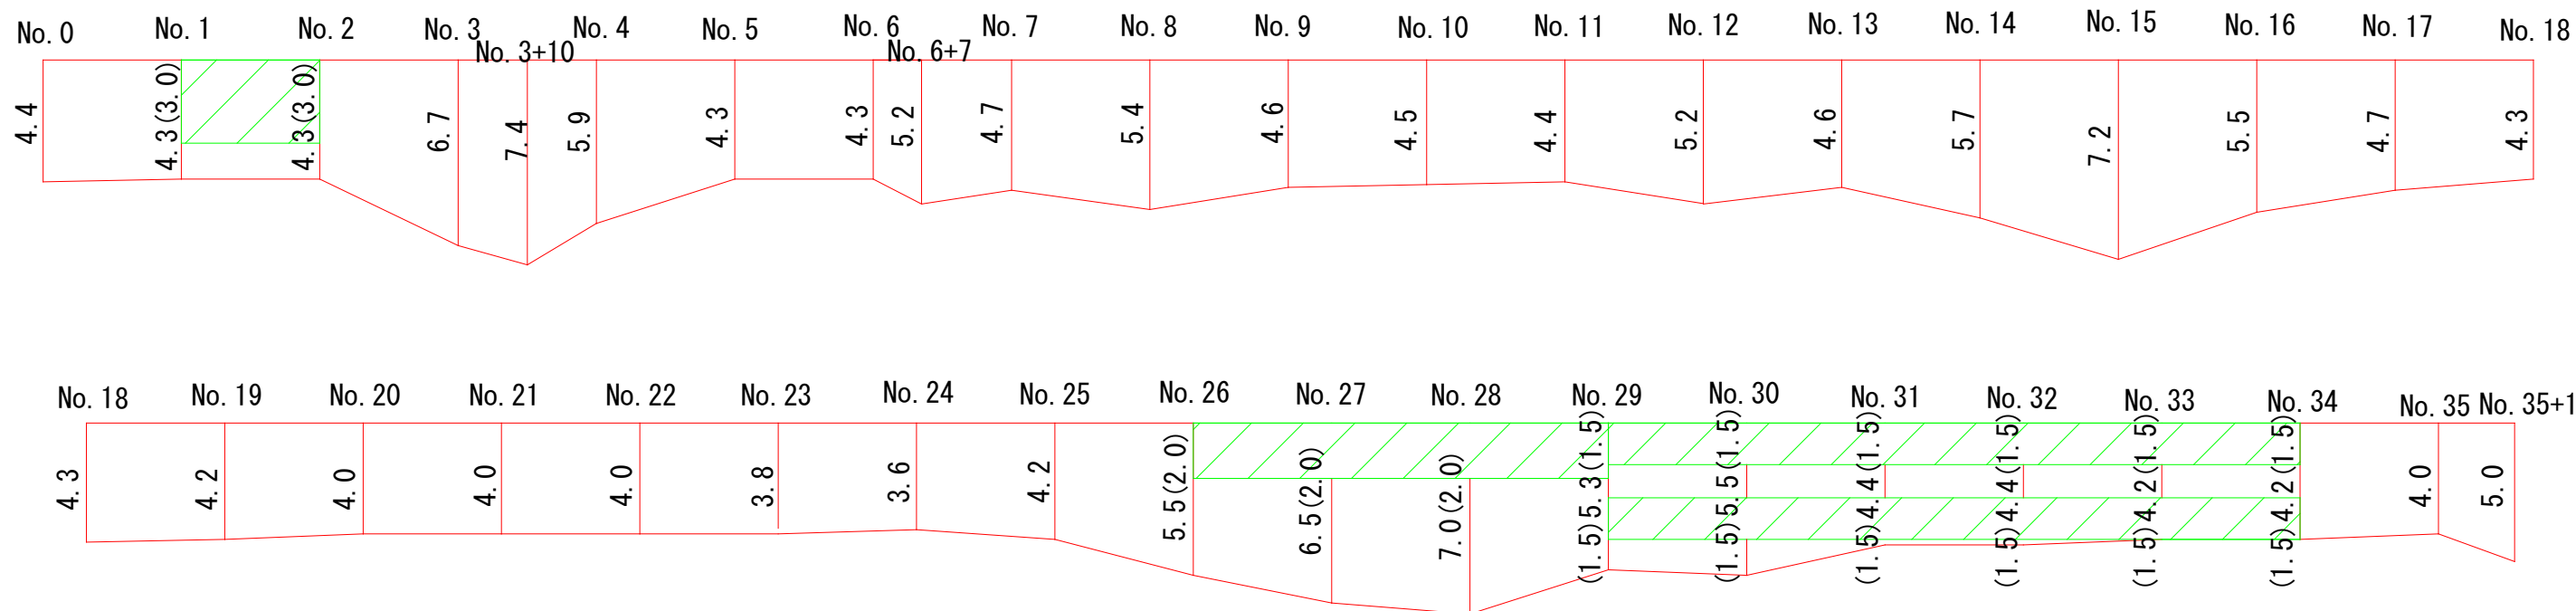 No. 0 No. 1 No. 2 No. 3 No. 3+10 No. 4 No. 5 No. 6 No. 6+7 No. 7 No. 8 No. 9 No. 10 No. 11 No. 12 No. 13 No. 14 No. 15 No. 16 No. 17 No. 18
4.4 4.3(3.0) 4.3(3.0) 6.7 7.4 5.9 4.3 4.3 5.2 4.7 5.4 4.6 4.5 4.4 5.2 4.6 5.7 7.2 5.5 4.7 4.3
No. 18 No. 19 No. 20 No. 21 No. 22 No. 23 No. 24 No. 25 No. 26 No. 27 No. 28 No. 29 No. 30 No. 31 No. 32 No. 33 No. 34 No. 35 No. 35+1
4.3 4.2 4.0 4.0 4.0 3.8 3.6 4.2 5.5(2.0) 6.5(2.0) 7.0(2.0) (1.5)5.3(1.5) (1.5)5.5(1.5) (1.5)4.4(1.5) (1.5)4.4(1.5) (1.5)4.2(1.5) (1.5)4.2(1.5) 4.0 5.0